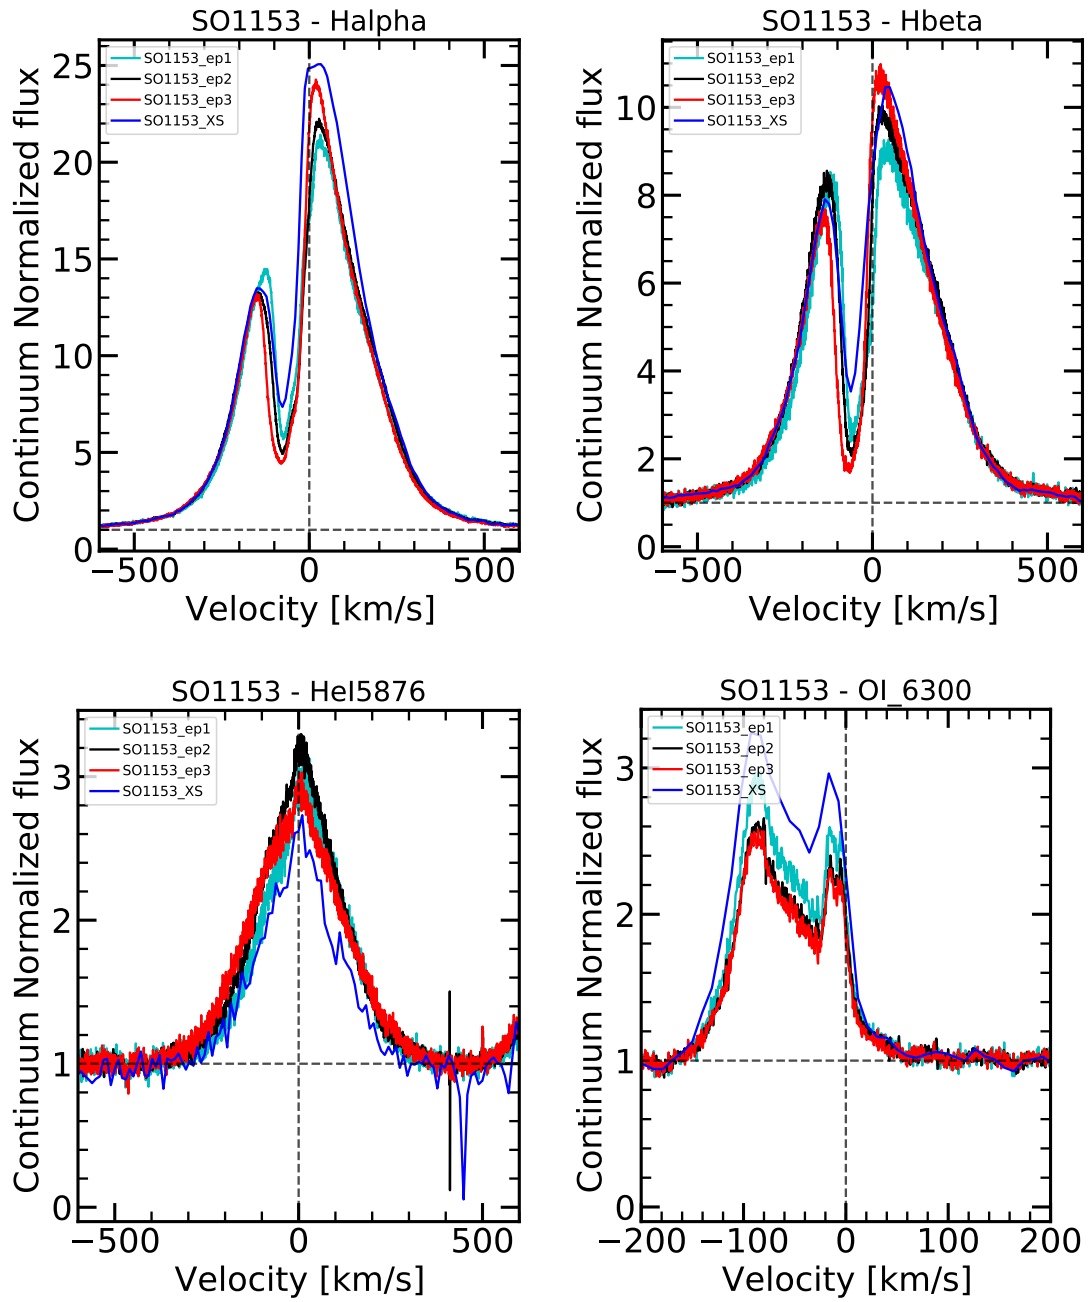 SO1153 - Halpha
SO1153_ep1
SO1153_ep2
SO1153_ep3
SO1153_XS
Continuum Normalized flux
25
20
15
10
5
0
−500
0
500
Velocity [km/s]
SO1153 - Hbeta
SO1153_ep1
SO1153_ep2
SO1153_ep3
SO1153_XS
Continuum Normalized flux
10
8
6
4
2
0
−500
0
500
Velocity [km/s]
SO1153 - HeI5876
SO1153_ep1
SO1153_ep2
SO1153_ep3
SO1153_XS
Continuum Normalized flux
3
2
1
0
−500
0
500
Velocity [km/s]
SO1153 - OI_6300
SO1153_ep1
SO1153_ep2
SO1153_ep3
SO1153_XS
Continuum Normalized flux
3
2
1
0
−200
−100
0
100
200
Velocity [km/s]